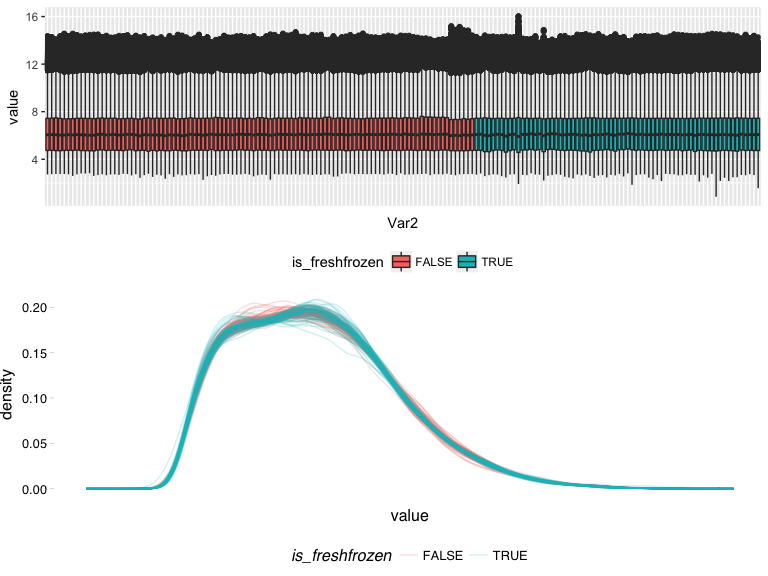 16
12
value
8
4
Var2
is_freshfrozen FALSE TRUE
0.20
0.15
density
0.10
0.05
0.00
value
is_freshfrozen FALSE TRUE